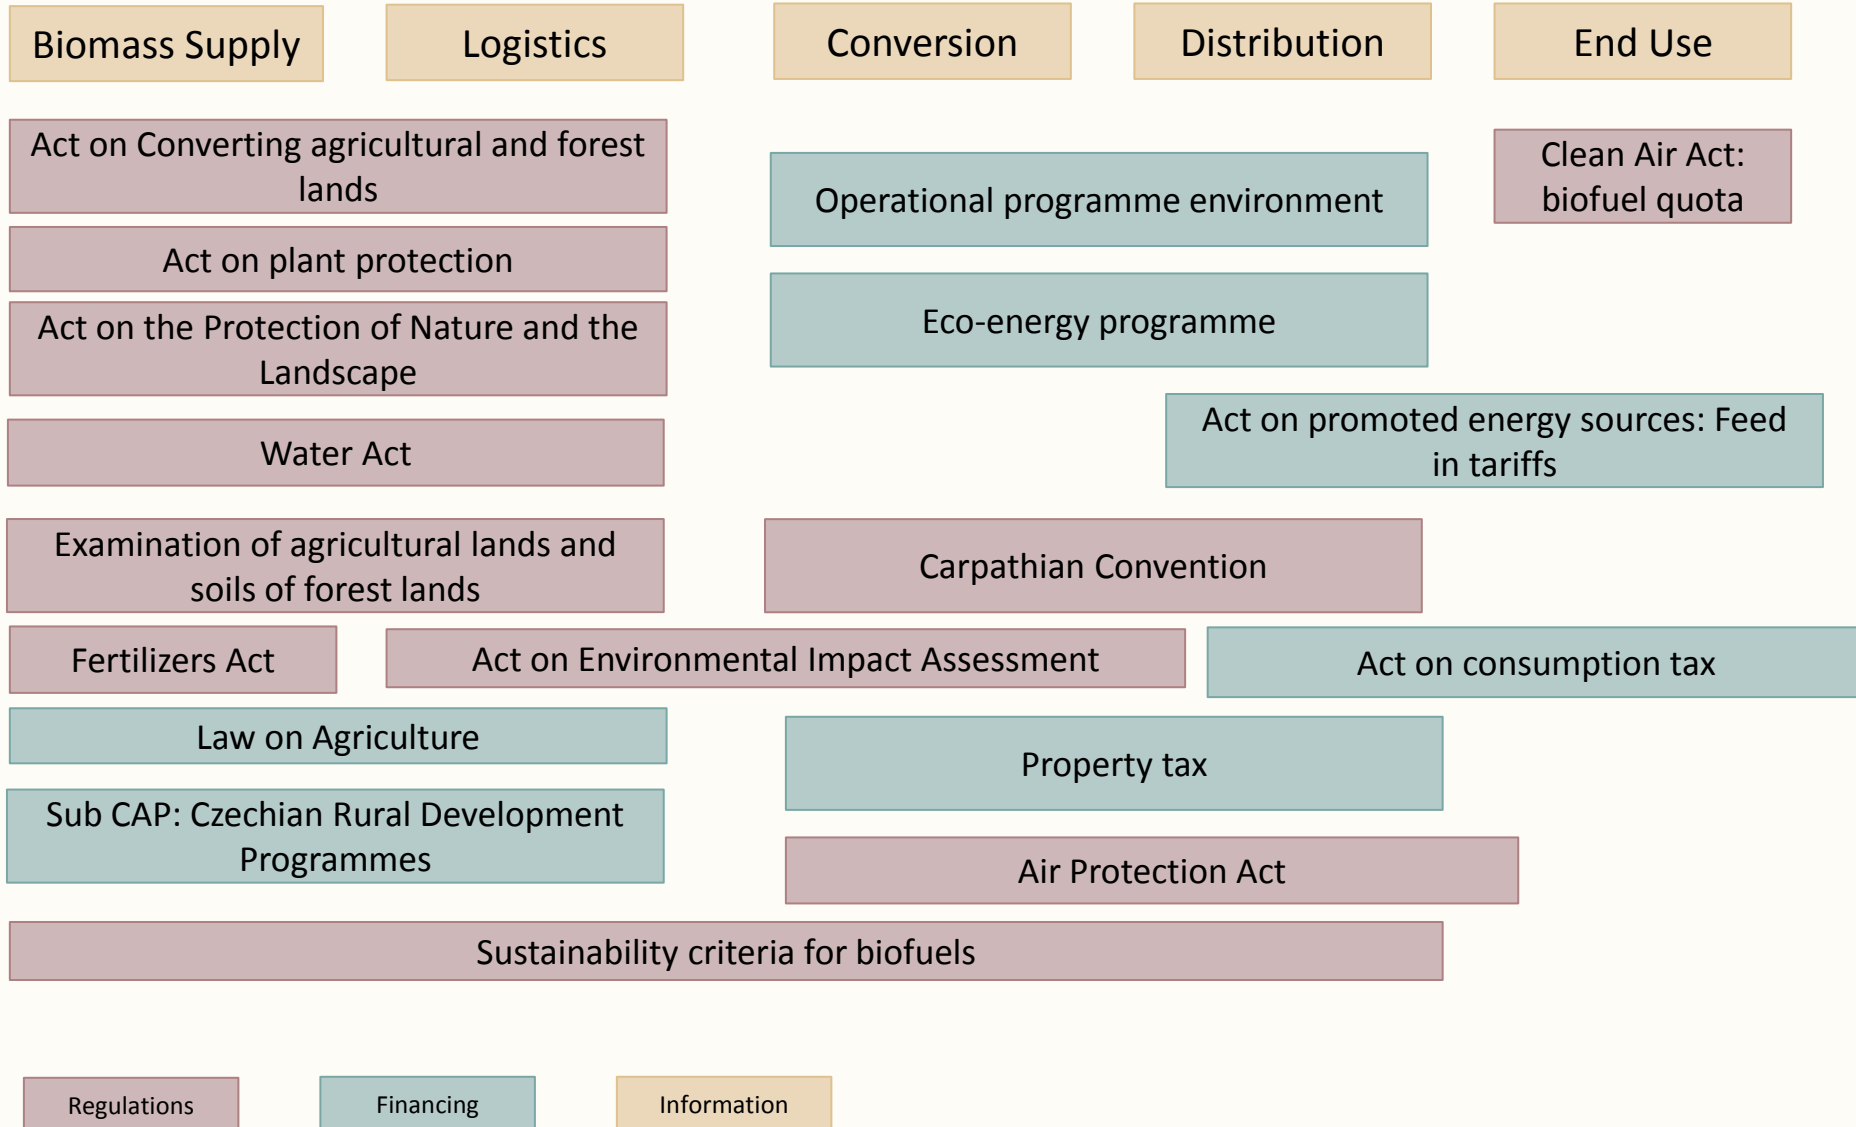 Biomass Supply
Logistics
Conversion
Distribution
End Use
Act on Converting agricultural and forest
lands
Act on plant protection
Act on the Protection of Nature and the
Landscape
Water Act
Examination of agricultural lands and
soils of forest lands
Fertilizers Act
Law on Agriculture
Sub CAP: Czechian Rural Development
Programmes
Operational programme environment
Eco-energy programme
Clean Air Act:
biofuel quota
Act on promoted energy sources: Feed
in tariffs
Carpathian Convention
Act on Environmental Impact Assessment
Act on consumption tax
Property tax
Air Protection Act
Sustainability criteria for biofuels
Regulations
Financing
Information